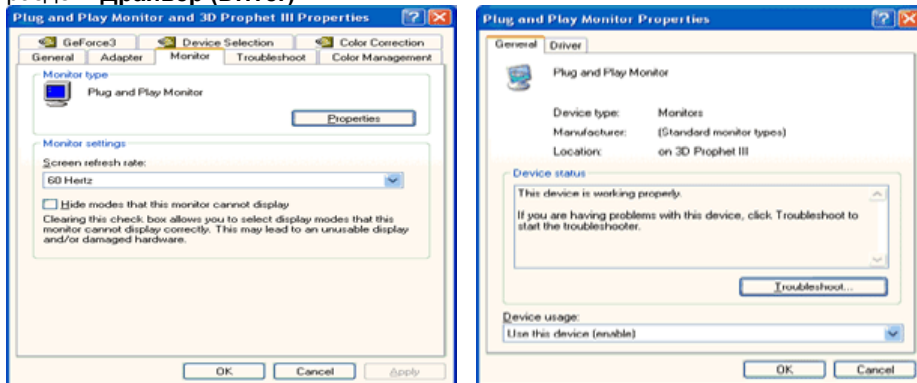 Драйвер (Driver)
Plug and Play Monitor and 3D Prophet III Properties
GeForce3 Device Selection Color Correction
General Adapter Monitor Troubleshoot Color Management
Monitor type
Plug and Play Monitor
Properties
Monitor settings
Screen refresh rate:
60 Hertz
Hide modes that this monitor cannot display
Clearing this check box allows you to select display modes that this
monitor cannot display correctly. This may lead to an unusable display
and/or damaged hardware.
OK Cancel Apply
Plug and Play Monitor Properties
General Driver
Plug and Play Monitor
Device type: Monitors
Manufacturer: (Standard monitor types)
Location: on 3D Prophet III
Device status
This device is working properly.
If you are having problems with this device, click Troubleshoot to
start the troubleshooter.
Troubleshoot...
Device usage:
Use this device (enable)
OK Cancel